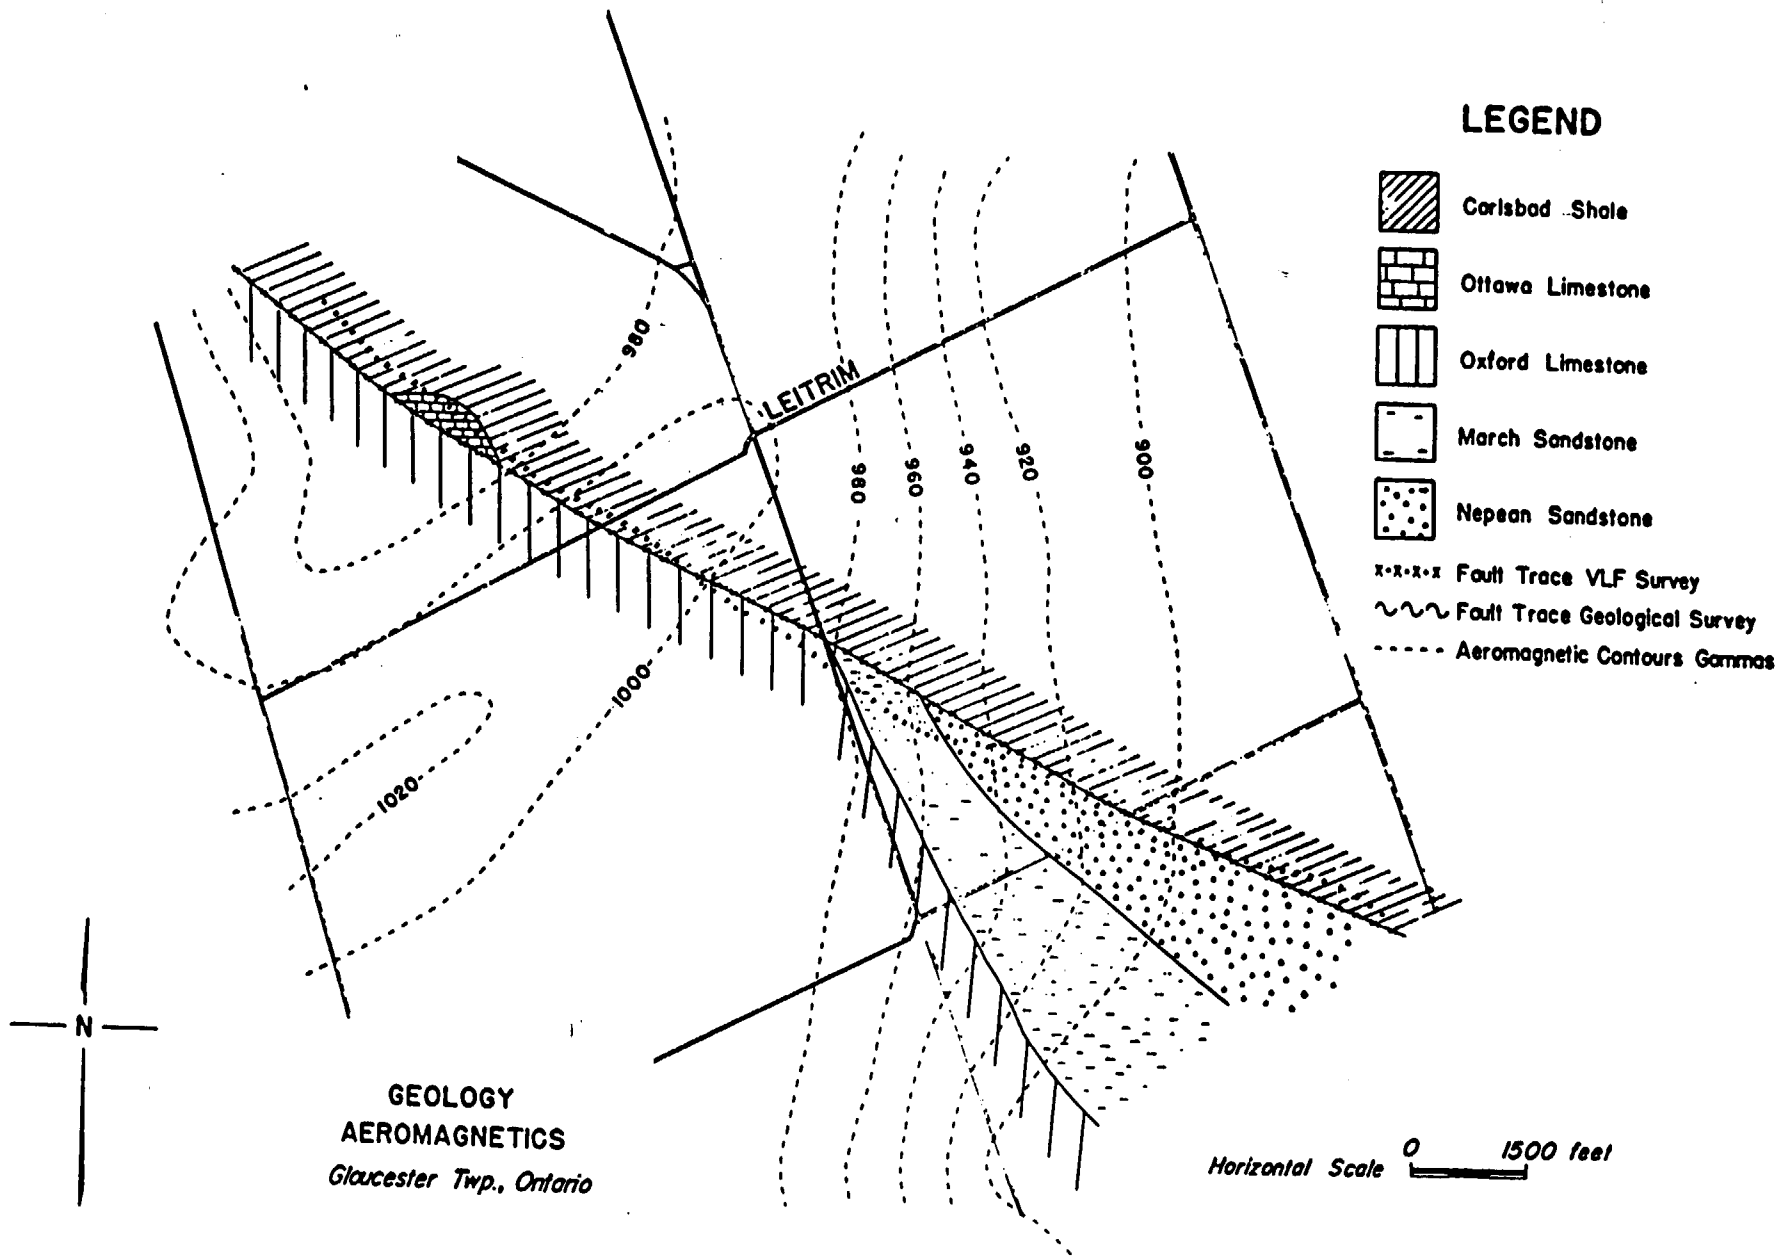 LEGEND
Carlsbad Shale
Ottawa Limestone
Oxford Limestone
March Sandstone
Nepean Sandstone
x·x·x·x Fault Trace VLF Survey
Fault Trace Geological Survey
Aeromagnetic Contours Gammas
980
LEITRIM
980
960
940
920
900
1000
1020
N
GEOLOGY
AEROMAGNETICS
Gloucester Twp., Ontario
Horizontal Scale 0 1500 feet